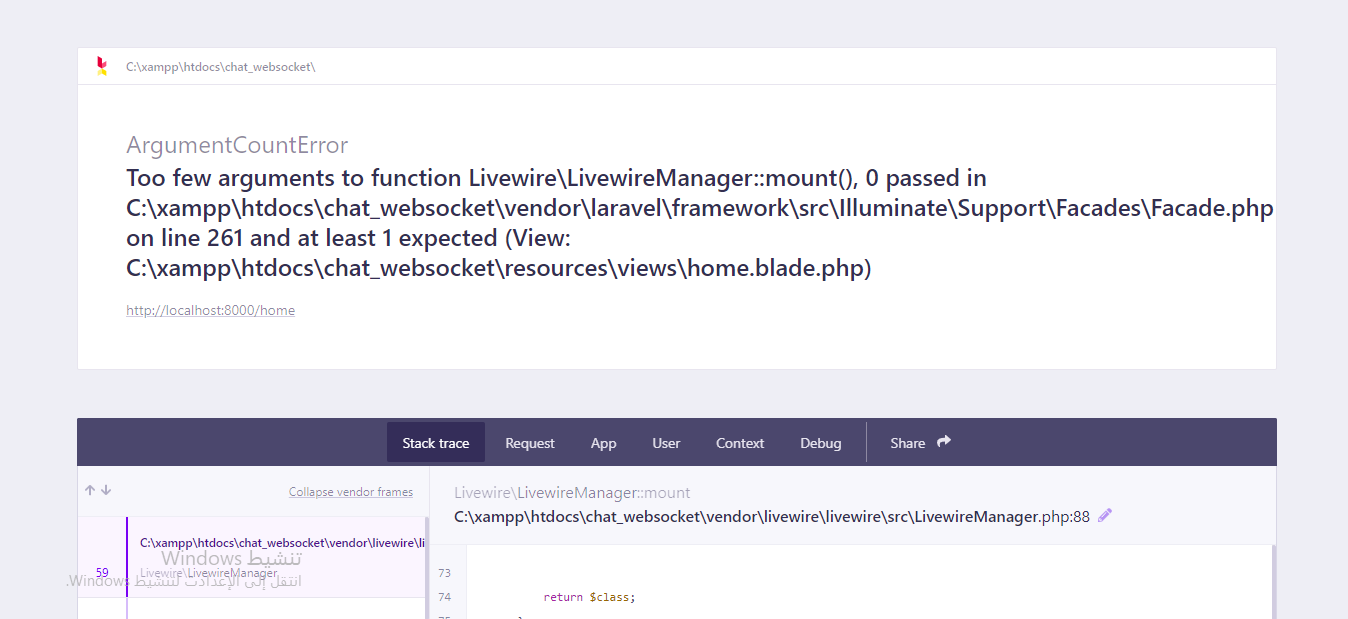 C:\xampp\htdocs\chat_websocket\
ArgumentCountError
Too few arguments to function Livewire\LivewireManager::mount(), 0 passed in
C:\xampp\htdocs\chat_websocket\vendor\laravel\framework\src\Illuminate\Support\Facades\Facade.php
on line 261 and at least 1 expected (View:
C:\xampp\htdocs\chat_websocket\resources\views\home.blade.php)
http://localhost:8000/home
Stack trace Request App User Context Debug Share
Collapse vendor frames
Livewire\LivewireManager::mount
C:\xampp\htdocs\chat_websocket\vendor\livewire\livewire\src\LivewireManager.php:88
C:\xampp\htdocs\chat_websocket\vendor\livewire\li
59 Livewire\LivewireManager
تنشيط Windows
انتقل إلى الإعدادات لتنشيط Windows.
73
74 return $class;